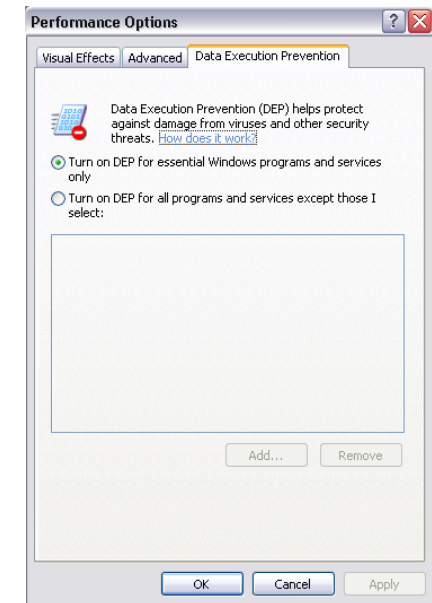 Performance Options
Visual Effects Advanced Data Execution Prevention
Data Execution Prevention (DEP) helps protect
against damage from viruses and other security
threats. How does it work?
Turn on DEP for essential Windows programs and services
only
Turn on DEP for all programs and services except those I
select:
Add... Remove
OK Cancel Apply